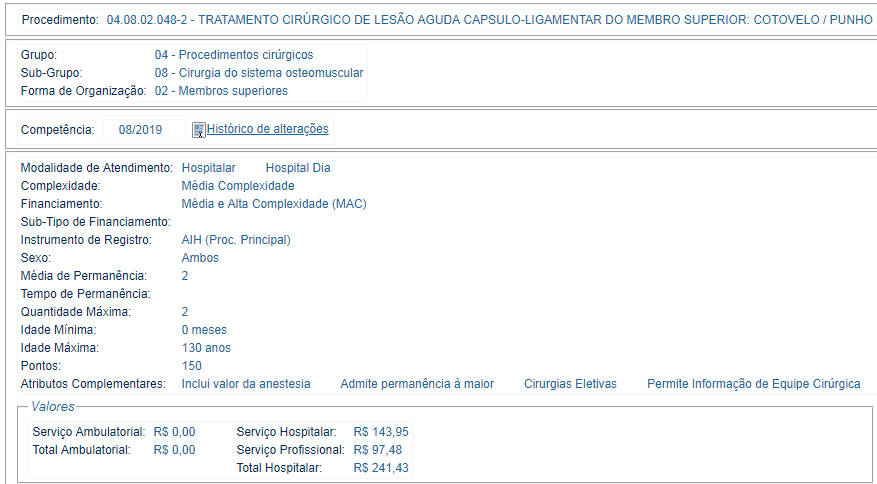 Procedimento: 04.08.02.048-2 - TRATAMENTO CIRÚRGICO DE LESÃO AGUDA CAPSULO-LIGAMENTAR DO MEMBRO SUPERIOR: COTOVELO / PUNHO
Grupo: 04 - Procedimentos cirúrgicos
Sub-Grupo: 08 - Cirurgia do sistema osteomuscular
Forma de Organização: 02 - Membros superiores
Competência: 08/2019 Histórico de alterações
Modalidade de Atendimento: Hospitalar Hospital Dia
Complexidade: Média Complexidade
Financiamento: Média e Alta Complexidade (MAC)
Sub-Tipo de Financiamento:
Instrumento de Registro: AIH (Proc. Principal)
Sexo: Ambos
Média de Permanência: 2
Tempo de Permanência:
Quantidade Máxima: 2
Idade Mínima: 0 meses
Idade Máxima: 130 anos
Pontos: 150
Atributos Complementares: Inclui valor da anestesia Admite permanência à maior Cirurgias Eletivas Permite Informação de Equipe Cirúrgica
Valores
Serviço Ambulatorial: R$ 0,00 Serviço Hospitalar: R$ 143,95
Total Ambulatorial: R$ 0,00 Serviço Profissional: R$ 97,48
Total Hospitalar: R$ 241,43